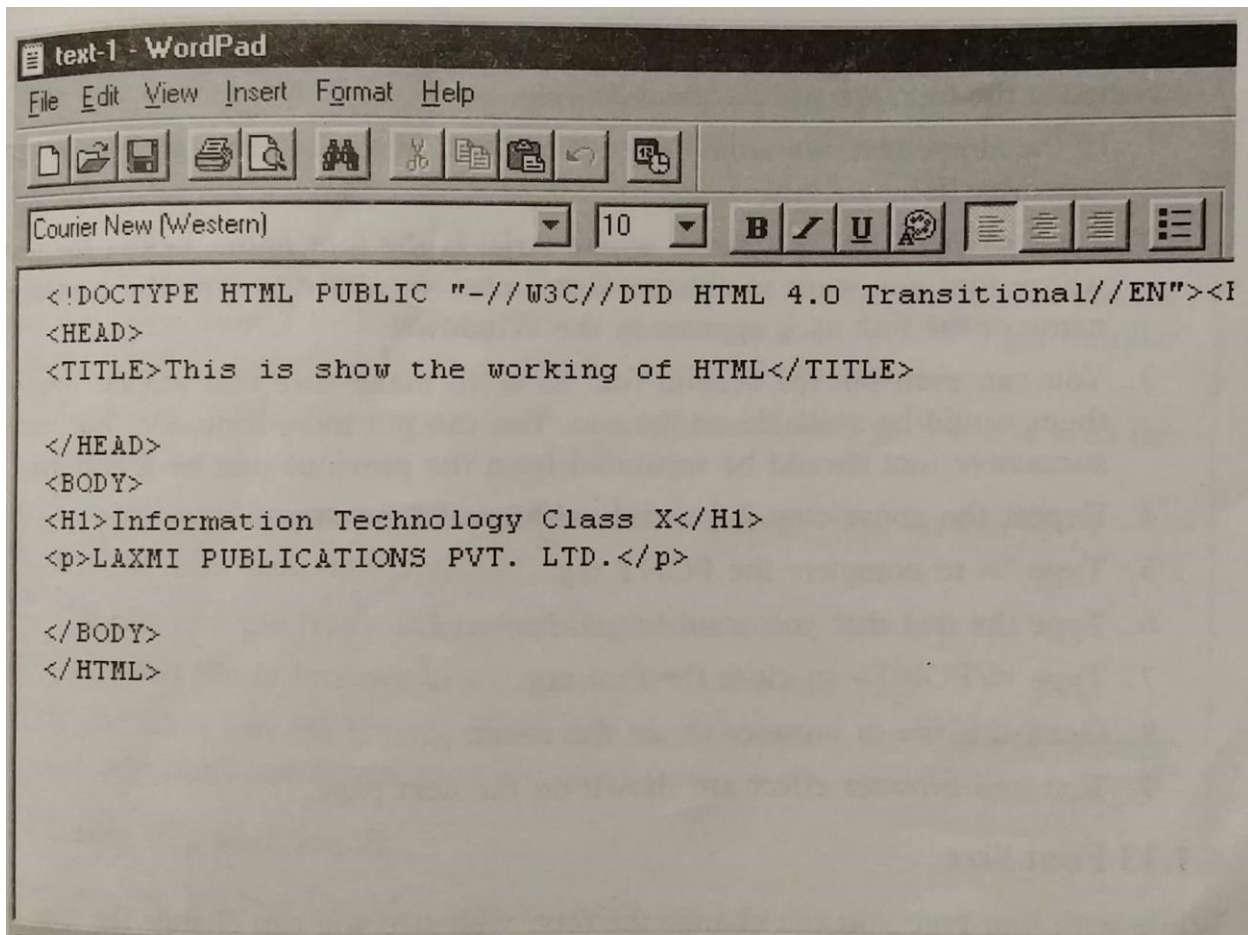 text-1 - WordPad
File Edit View Insert Format Help
Courier New (Western) 10 B I U
<!DOCTYPE HTML PUBLIC "-//W3C//DTD HTML 4.0 Transitional//EN">
<HEAD>
<TITLE>This is show the working of HTML</TITLE>
</HEAD>
<BODY>
<H1>Information Technology Class X</H1>
<p>LAXMI PUBLICATIONS PVT. LTD.</p>
</BODY>
</HTML>